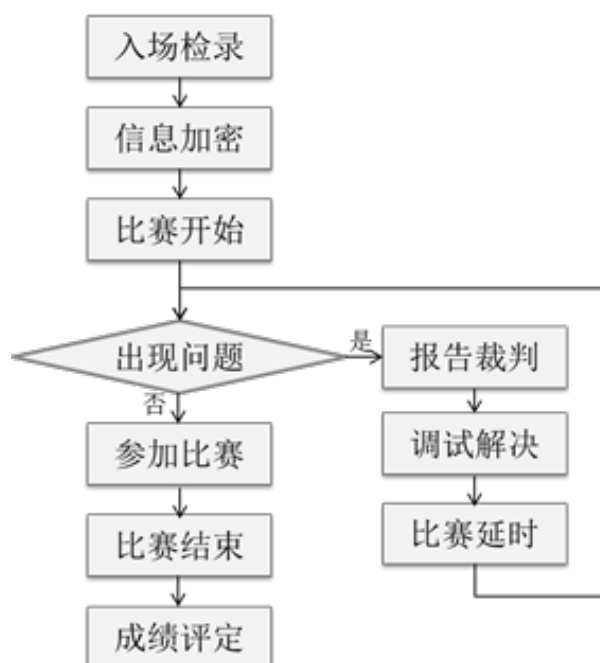 入场检录
信息加密
比赛开始
出现问题
是
报告裁判
否
参加比赛
调试解决
比赛结束
比赛延时
成绩评定